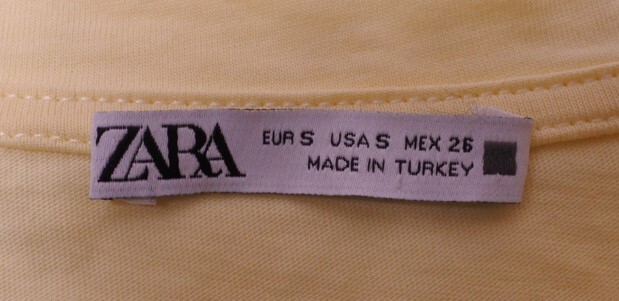 ZARA
EUR S USA S MEX 26
MADE IN TURKEY